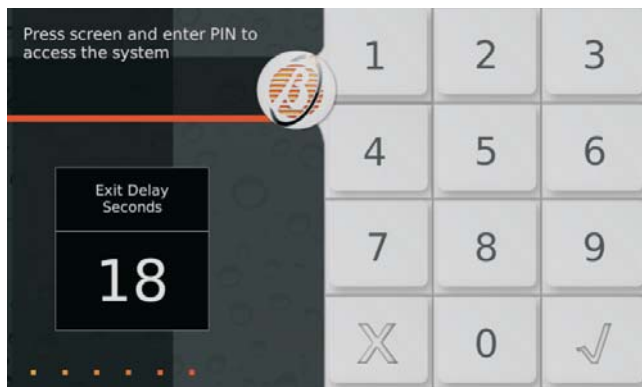 Press screen and enter PIN to
access the system
B
1 2 3
4 5 6
Exit Delay
Seconds
18
7 8 9
X 0 √